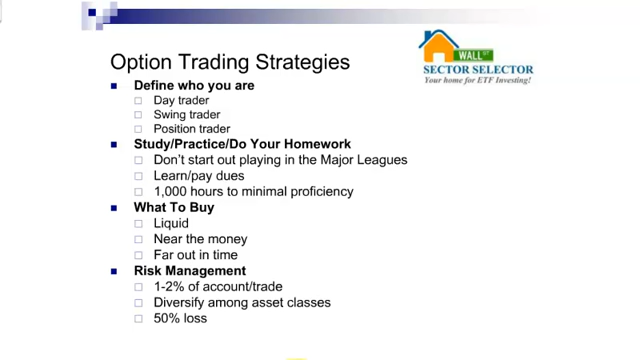 WALL ST
SECTOR SELECTOR
Your home for ETF Investing!
Option Trading Strategies
Define who you are
Day trader
Swing trader
Position trader
Study/Practice/Do Your Homework
Don't start out playing in the Major Leagues
Learn/pay dues
1,000 hours to minimal proficiency
What To Buy
Liquid
Near the money
Far out in time
Risk Management
1-2% of account/trade
Diversify among asset classes
50% loss